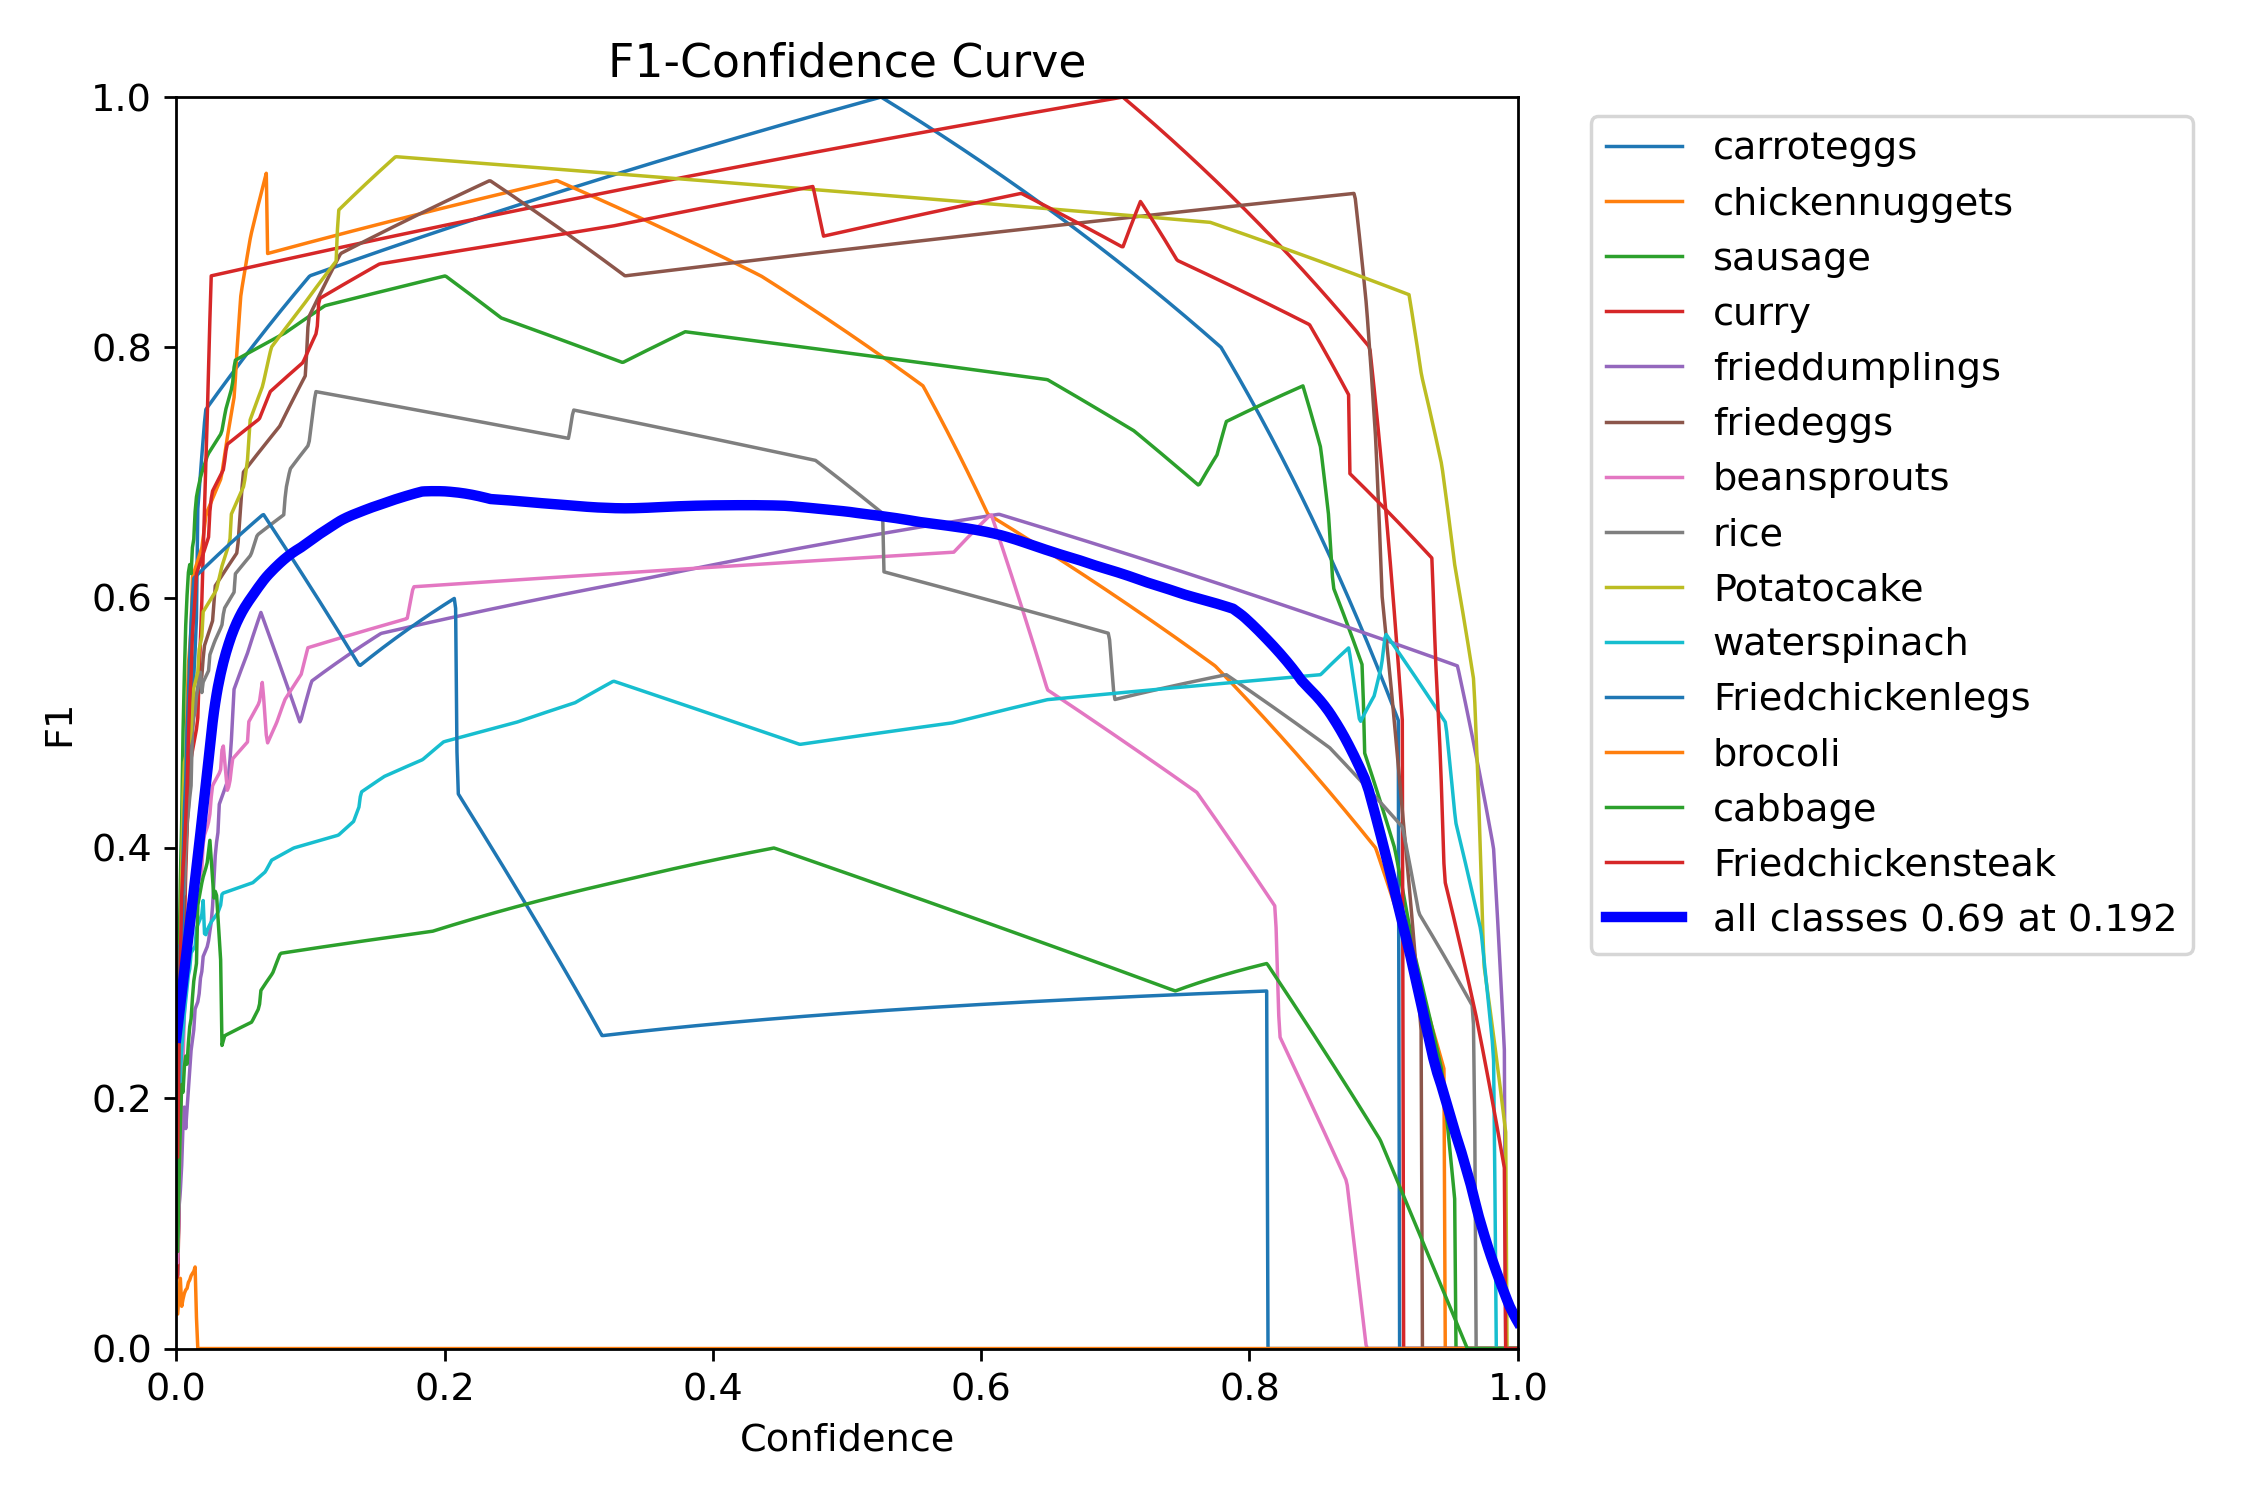 F1-Confidence Curve
1.0
0.8
0.6
0.4
0.2
0.0
F1
0.0 0.2 0.4 0.6 0.8 1.0
Confidence
carroteggs
chickennuggets
sausage
curry
frieddumplings
friedeggs
beansprouts
rice
Potatocake
waterspinach
Friedchickenlegs
brocoli
cabbage
Friedchickensteak
all classes 0.69 at 0.192